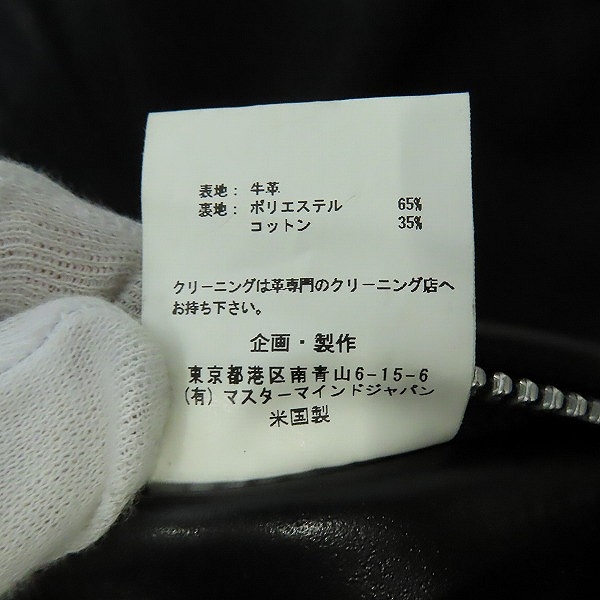 表地: 牛革
裏地: ポリエステル 65%
コットン 35%
クリーニングは革専門のクリーニング店へ
お持ち下さい。
企画・製作
東京都港区南青山6-15-6
(有) マスターマインドジャパン
米国製